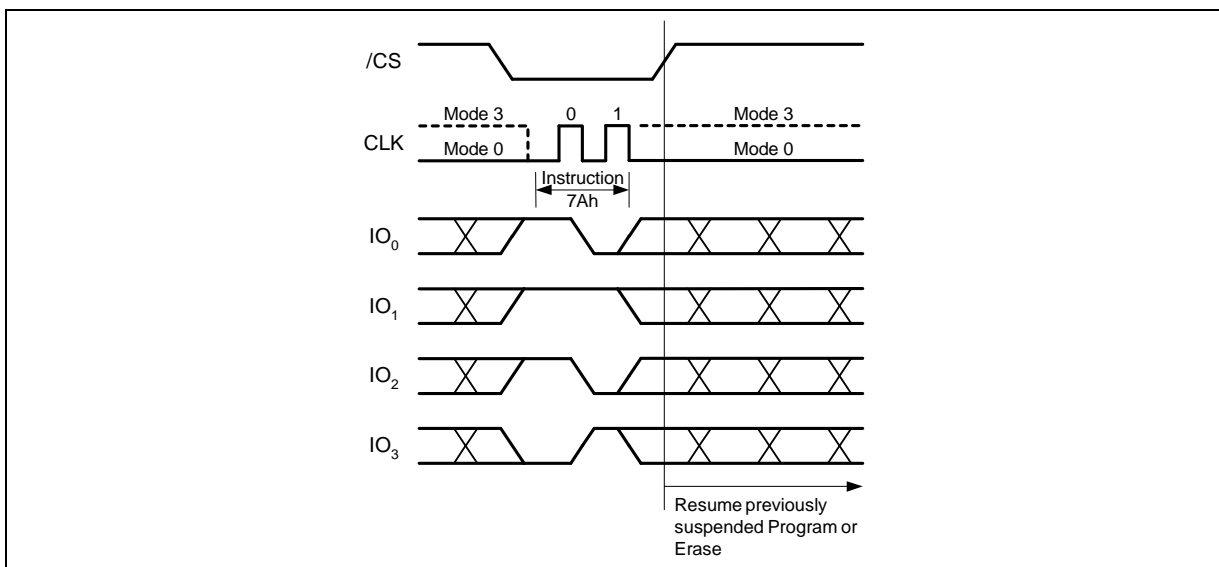 /CS
Mode 3 0 1 Mode 3
CLK
Mode 0 Mode 0
Instruction
7Ah
IO0
IO1
IO2
IO3
Resume previously
suspended Program or
Erase